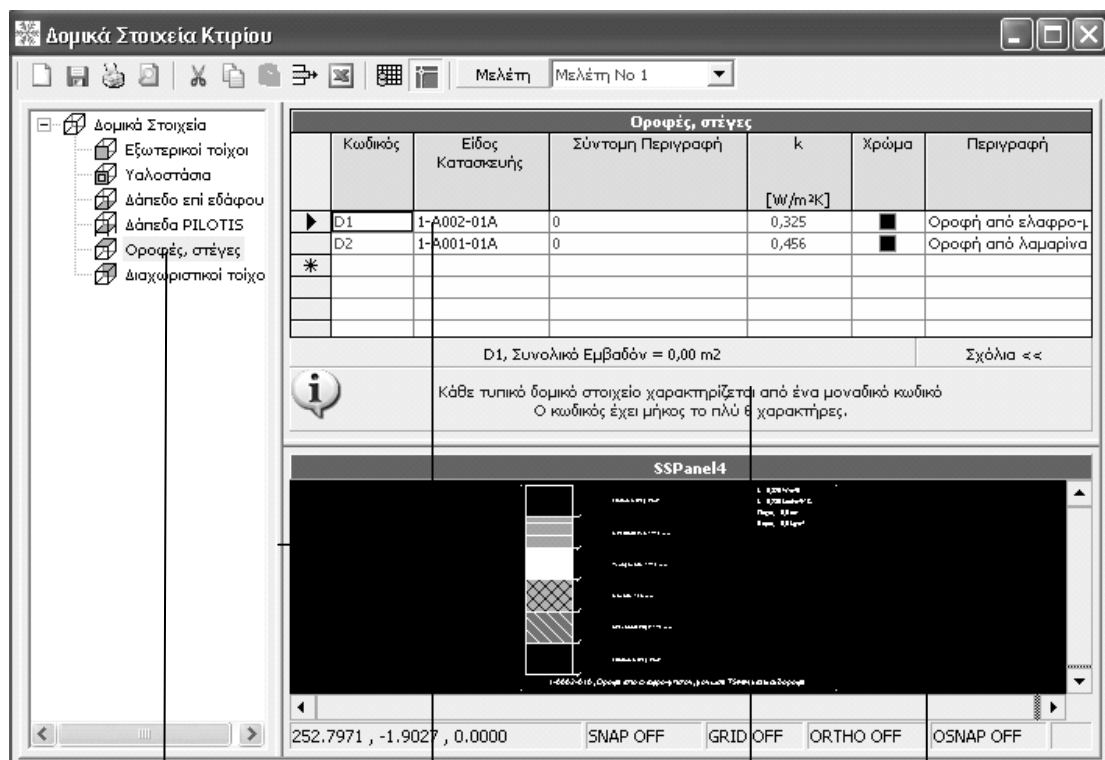 Δομικά Στοιχεία Κτιρίου
Μελέτη Μελέτη Νο 1
Δομικά Στοιχεία
Εξωτερικοί τοίχοι
Υαλοστάσια
Δάπεδο επί εδάφου
Δάπεδα PILOTIS
Οροφές, στέγες
Διαχωριστικοί τοίχο
Οροφές, στέγες
Κωδικός Είδος Κατασκευής Σύντομη Περιγραφή k [W/m²K] Χρώμα Περιγραφή
D1 1-A002-01A 0 0,325 Οροφή από ελαφρο-μ
D2 1-A001-01A 0 0,456 Οροφή από λαμαρίνα
D1, Συνολικό Εμβαδόν = 0,00 m2 Σχόλια <<
Κάθε τυπικό δομικό στοιχείο χαρακτηρίζεται από ένα μοναδικό κωδικό
Ο κωδικός έχει μήκος το πλύ 6 χαρακτήρες.
SSPanel4
252.7971 , -1.9027 , 0.0000 SNAP OFF GRID OFF ORTHO OFF OSNAP OFF